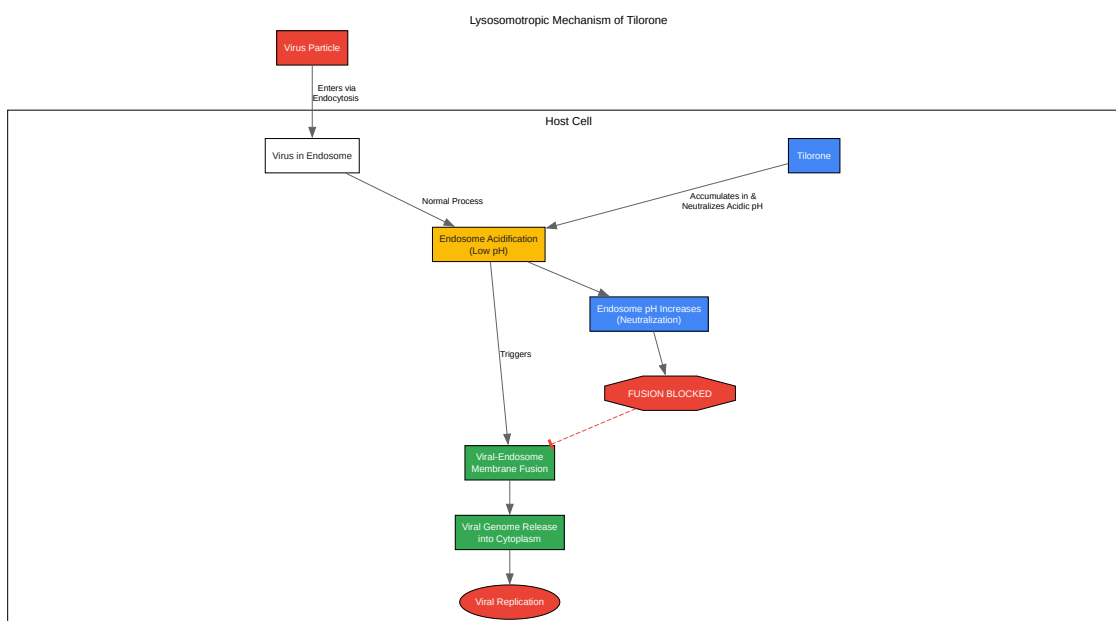 Lysosomotropic Mechanism of Tilorone
Virus Particle
Enters via
Endocytosis
Host Cell
Virus in Endosome
Tilorone
Normal Process
Accumulates in &
Neutralizes Acidic pH
Endosome Acidification
(Low pH)
Endosome pH Increases
(Neutralization)
Triggers
FUSION BLOCKED
Viral-Endosome
Membrane Fusion
Viral Genome Release
into Cytoplasm
Viral Replication